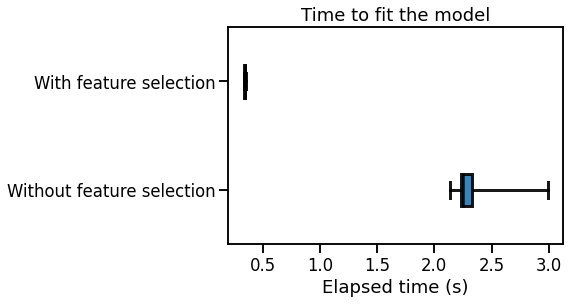 Time to fit the model
With feature selection
Without feature selection
0.5 1.0 1.5 2.0 2.5 3.0
Elapsed time (s)